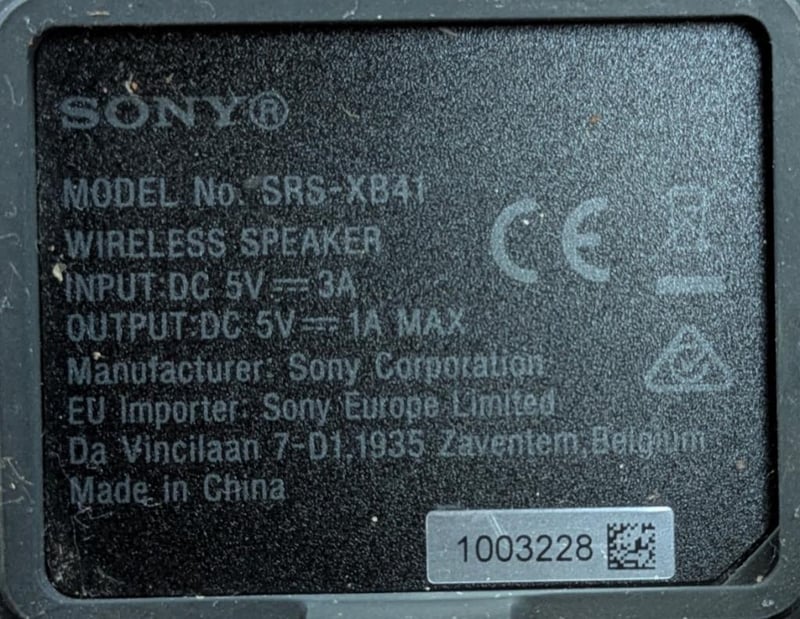 SONY®
MODEL No. SRS-XB41
WIRELESS SPEAKER
INPUT:DC 5V⎓3A
OUTPUT:DC 5V⎓1A MAX
Manufacturer: Sony Corporation
EU Importer: Sony Europe Limited
Da Vincilaan 7-D1,1935 Zaventem,Belgium
Made in China
CE
1003228